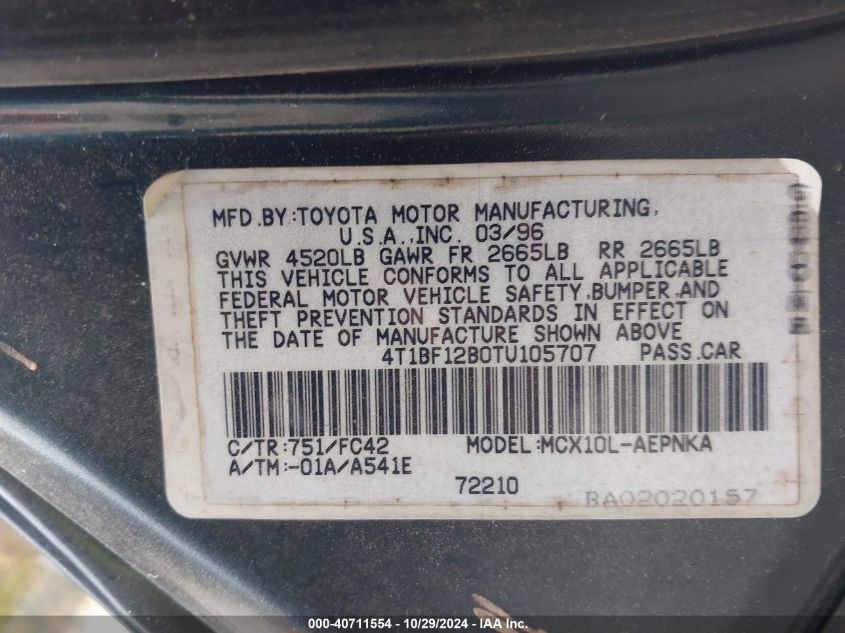 MFD.BY:TOYOTA MOTOR MANUFACTURING,
U.S.A.,INC. 03/96
GVWR 4520LB GAWR FR 2665LB RR 2665LB
THIS VEHICLE CONFORMS TO ALL APPLICABLE
FEDERAL MOTOR VEHICLE SAFETY,BUMPER,AND
THEFT PREVENTION STANDARDS IN EFFECT ON
THE DATE OF MANUFACTURE SHOWN ABOVE
4T1BF12B0TU105707 PASS.CAR
C/TR:751/FC42 MODEL:MCX10L-AEPNKA
A/TM:-01A/A541E
72210
BA02020157
000-40711554 | 10/29/2024 | IAA Inc.